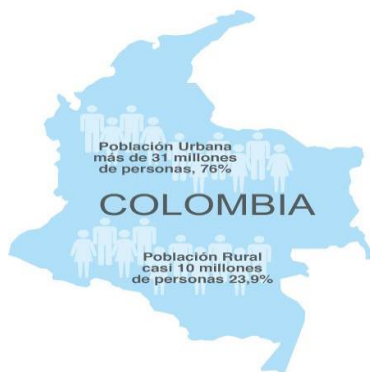 Población Urbana
más de 31 millones
de personas, 76%
COLOMBIA
Población Rural
casi 10 millones
de personas 23,9%